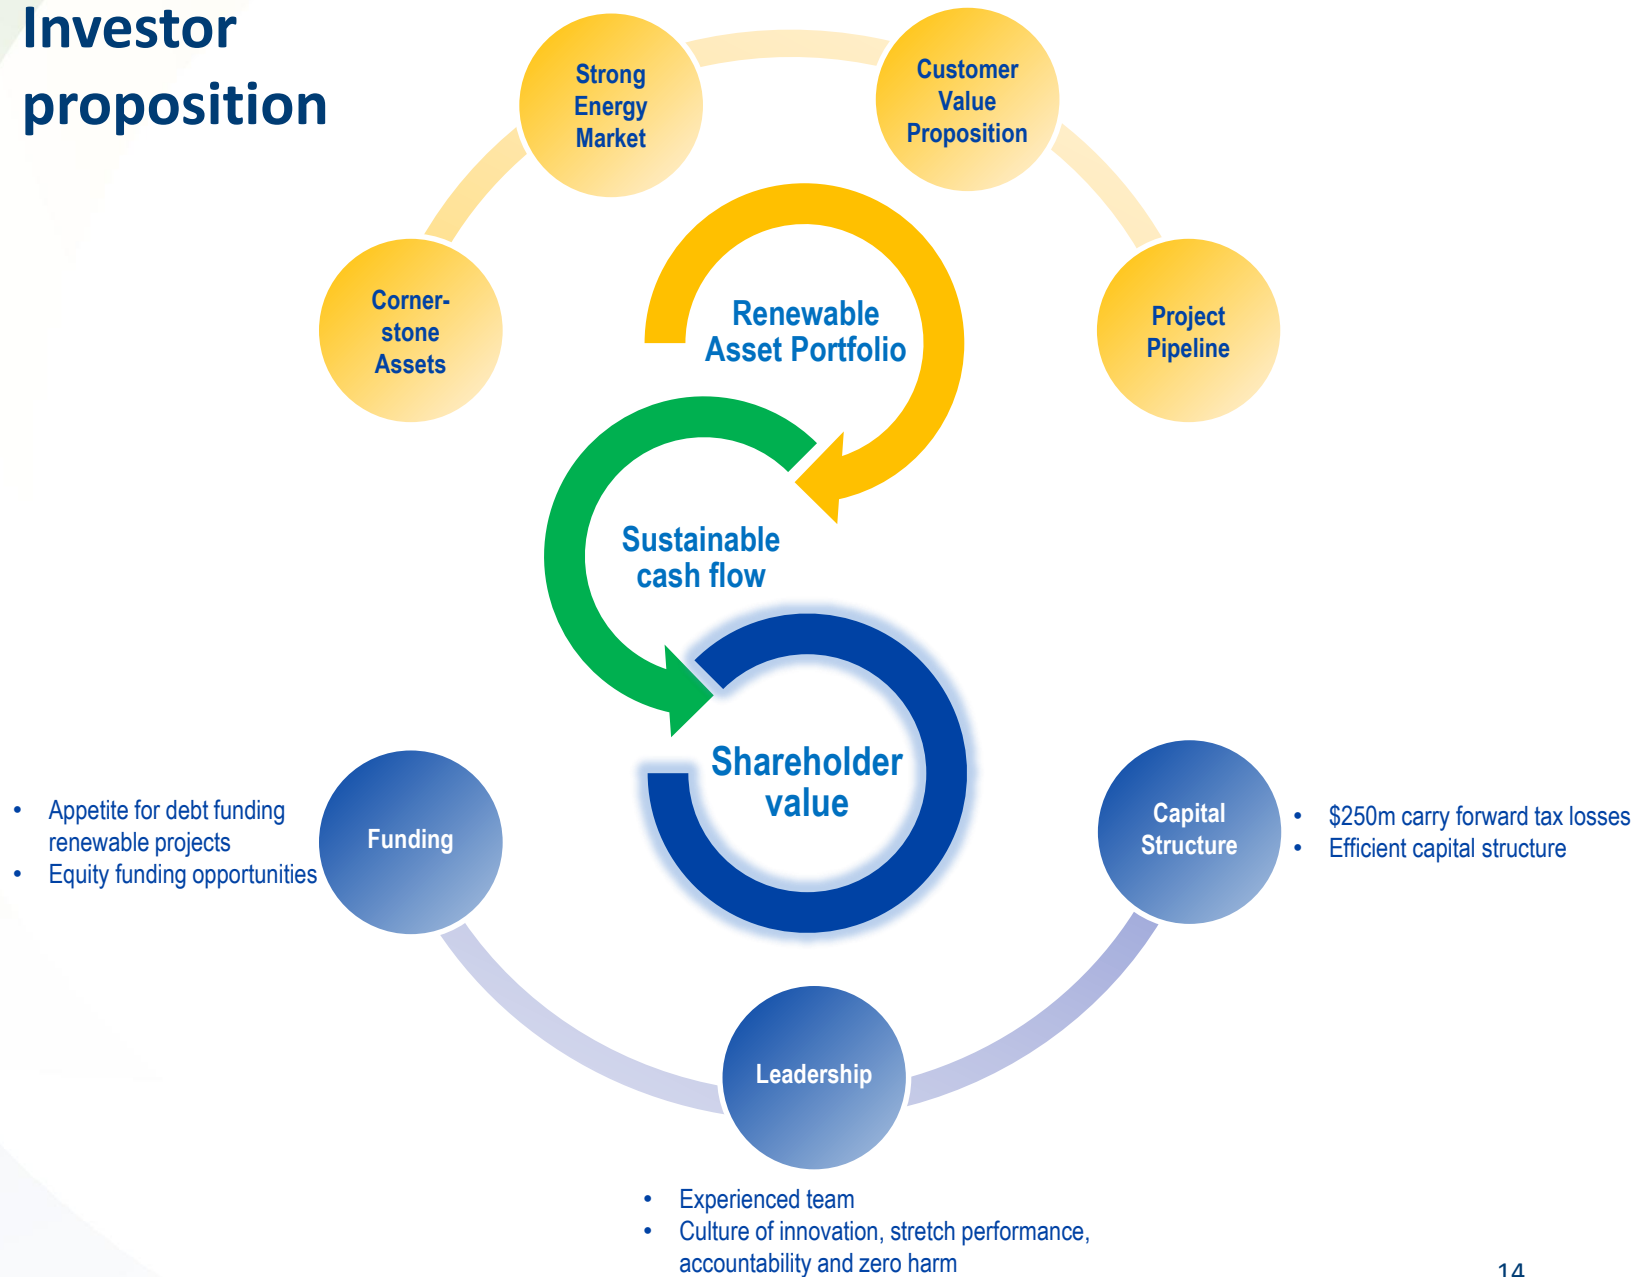 Investor
proposition
Strong
Energy
Market
Customer
Value
Proposition
Corner-
stone
Assets
Project
Pipeline
Renewable
Asset Portfolio
Sustainable
cash flow
Shareholder
value
• Appetite for debt funding
renewable projects
• Equity funding opportunities
Funding
Capital
Structure
• $250m carry forward tax losses
• Efficient capital structure
Leadership
• Experienced team
• Culture of innovation, stretch performance,
accountability and zero harm
14